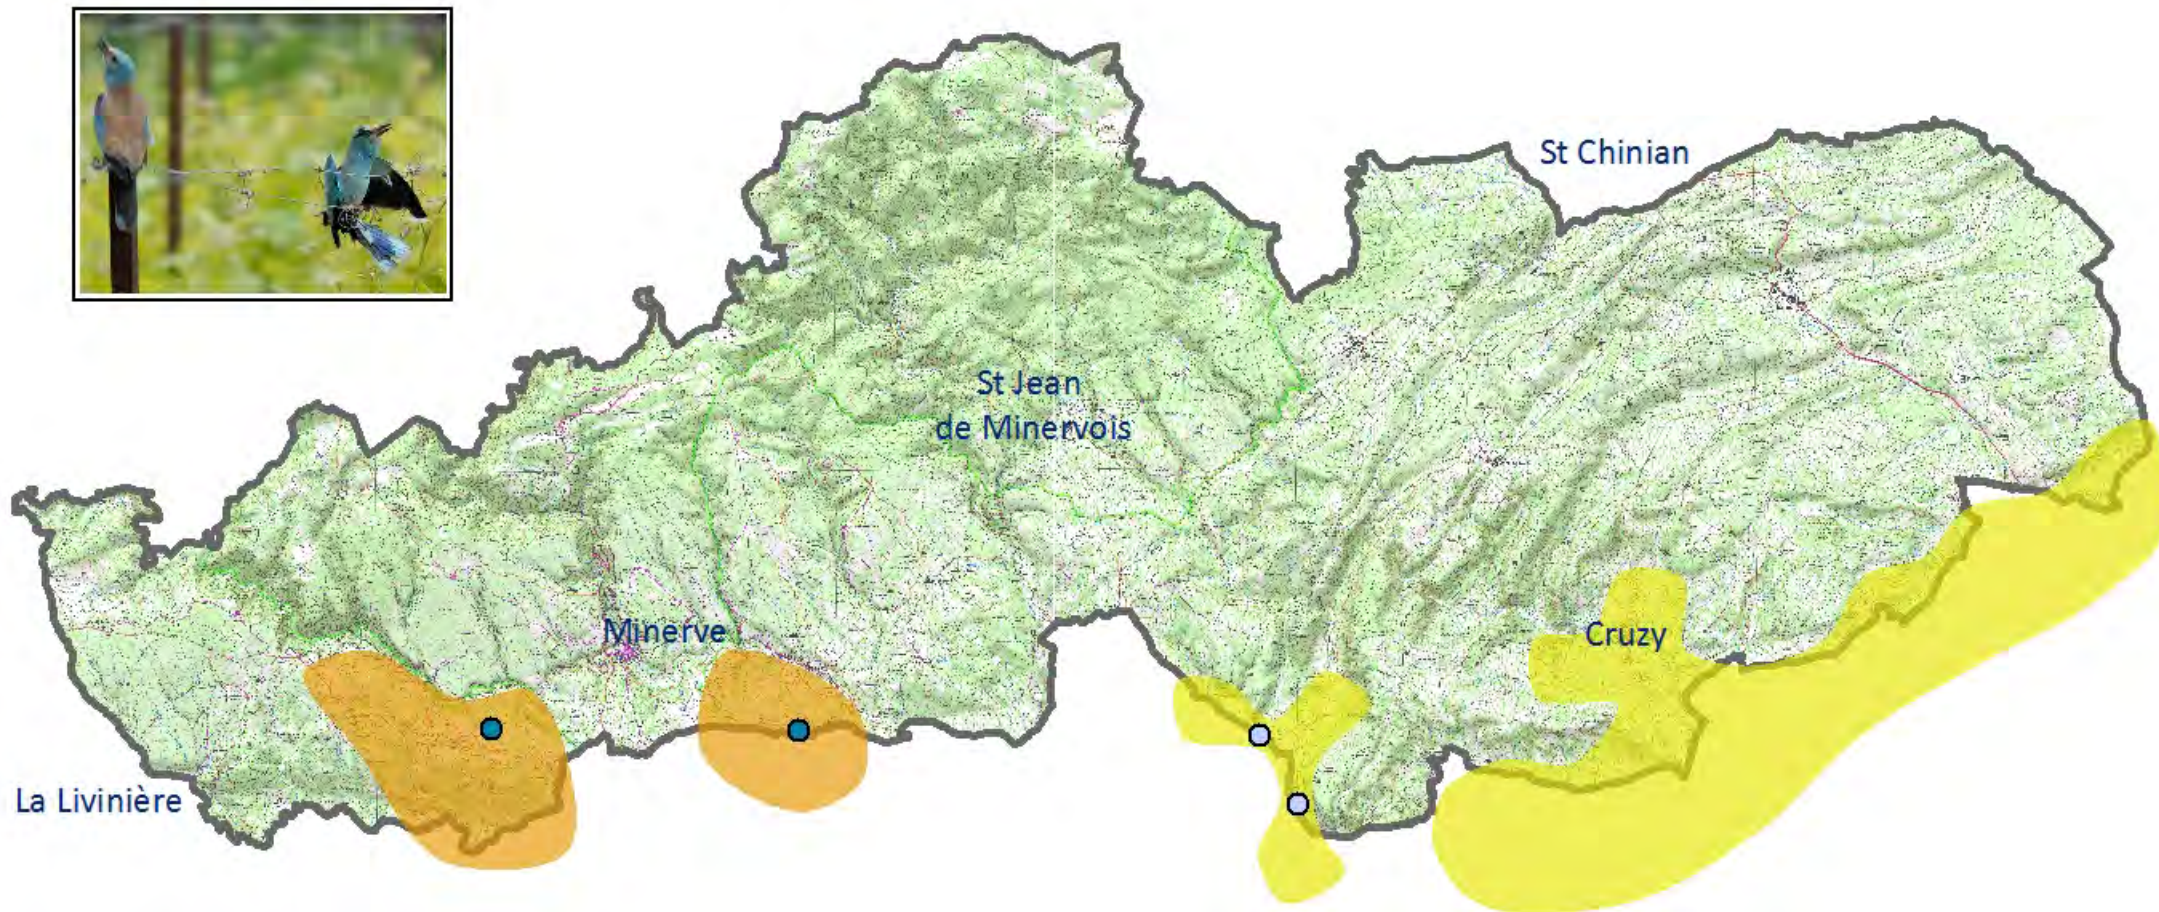 St Chinian
St Jean
de Minervois
Minerve
Cruzy
La Livinière